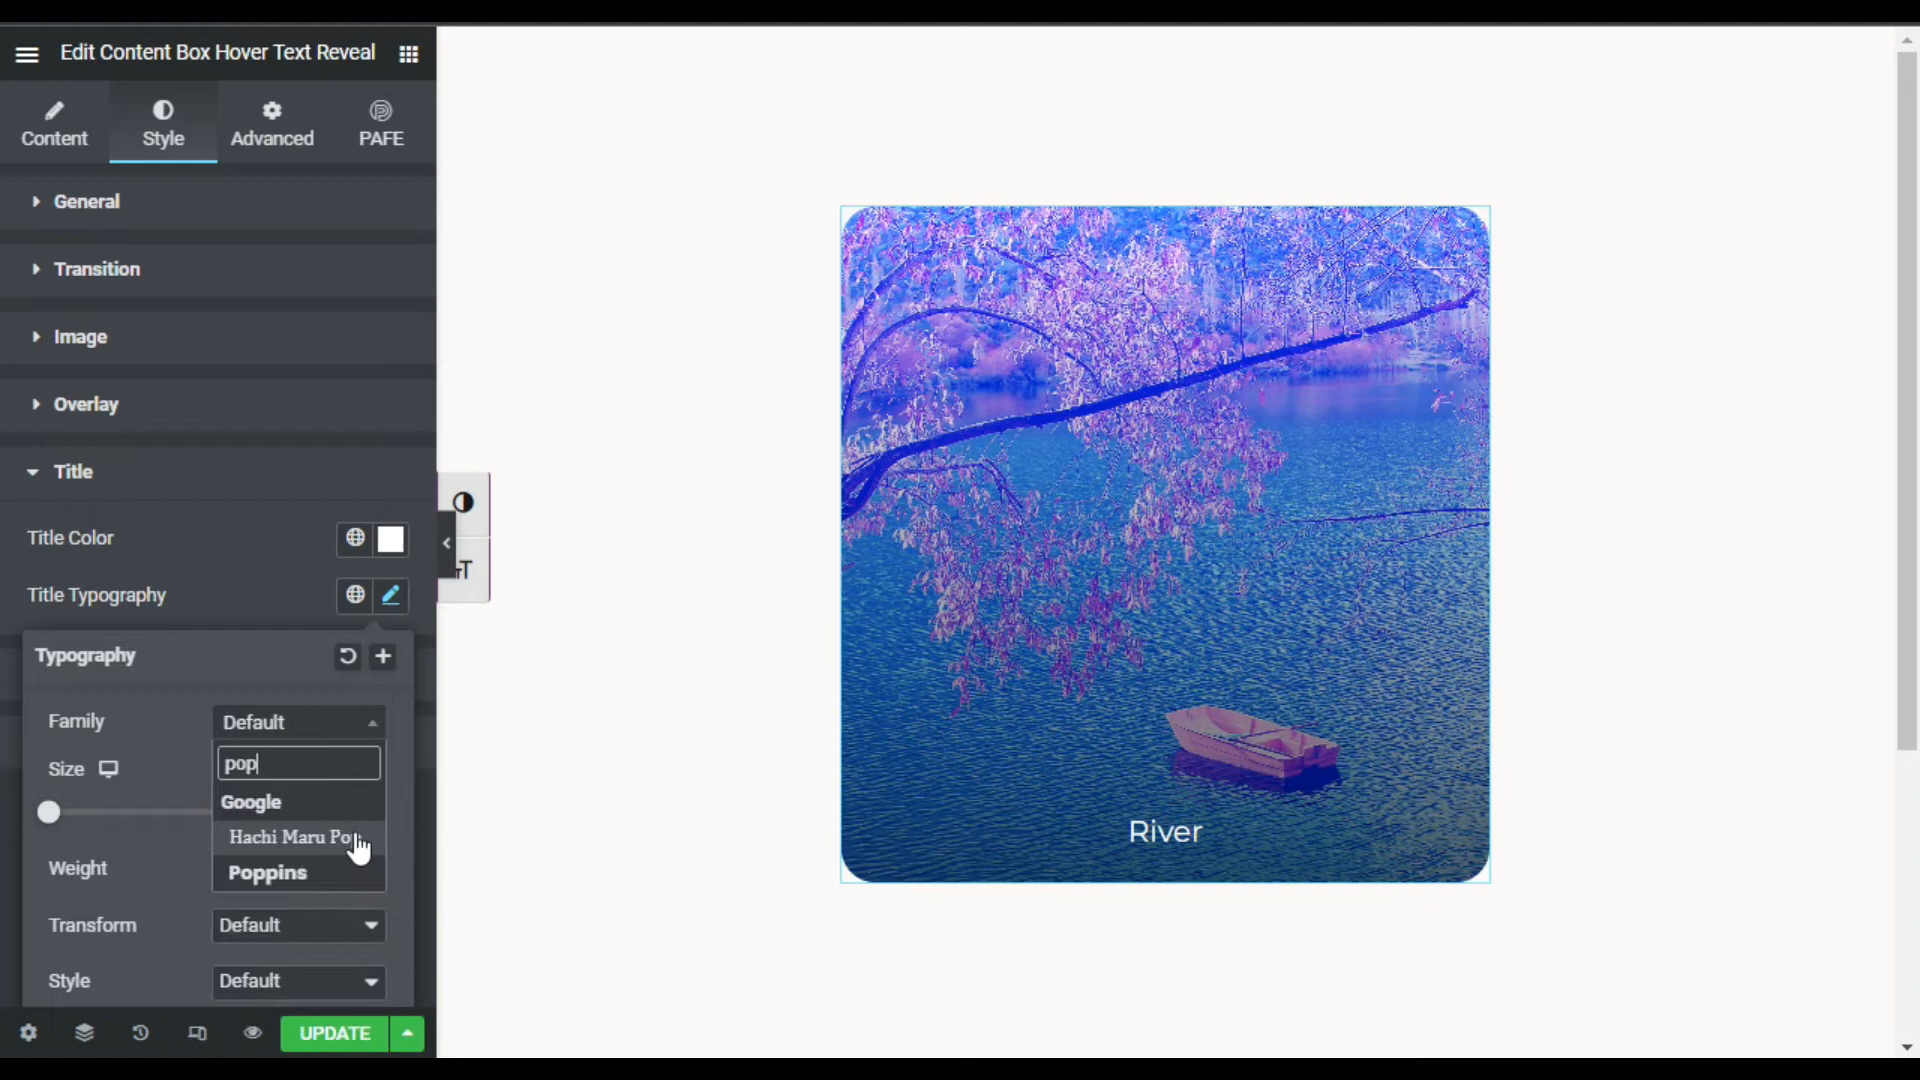 Edit Content Box Hover Text Reveal
Content Style Advanced PAFE
General
Transition
Image
Overlay
Title
Title Color
Title Typography
Typography
Family Default
pop
Size
Google
Hachi Maru Pop
Weight
Poppins
Transform Default
Style Default
UPDATE
River